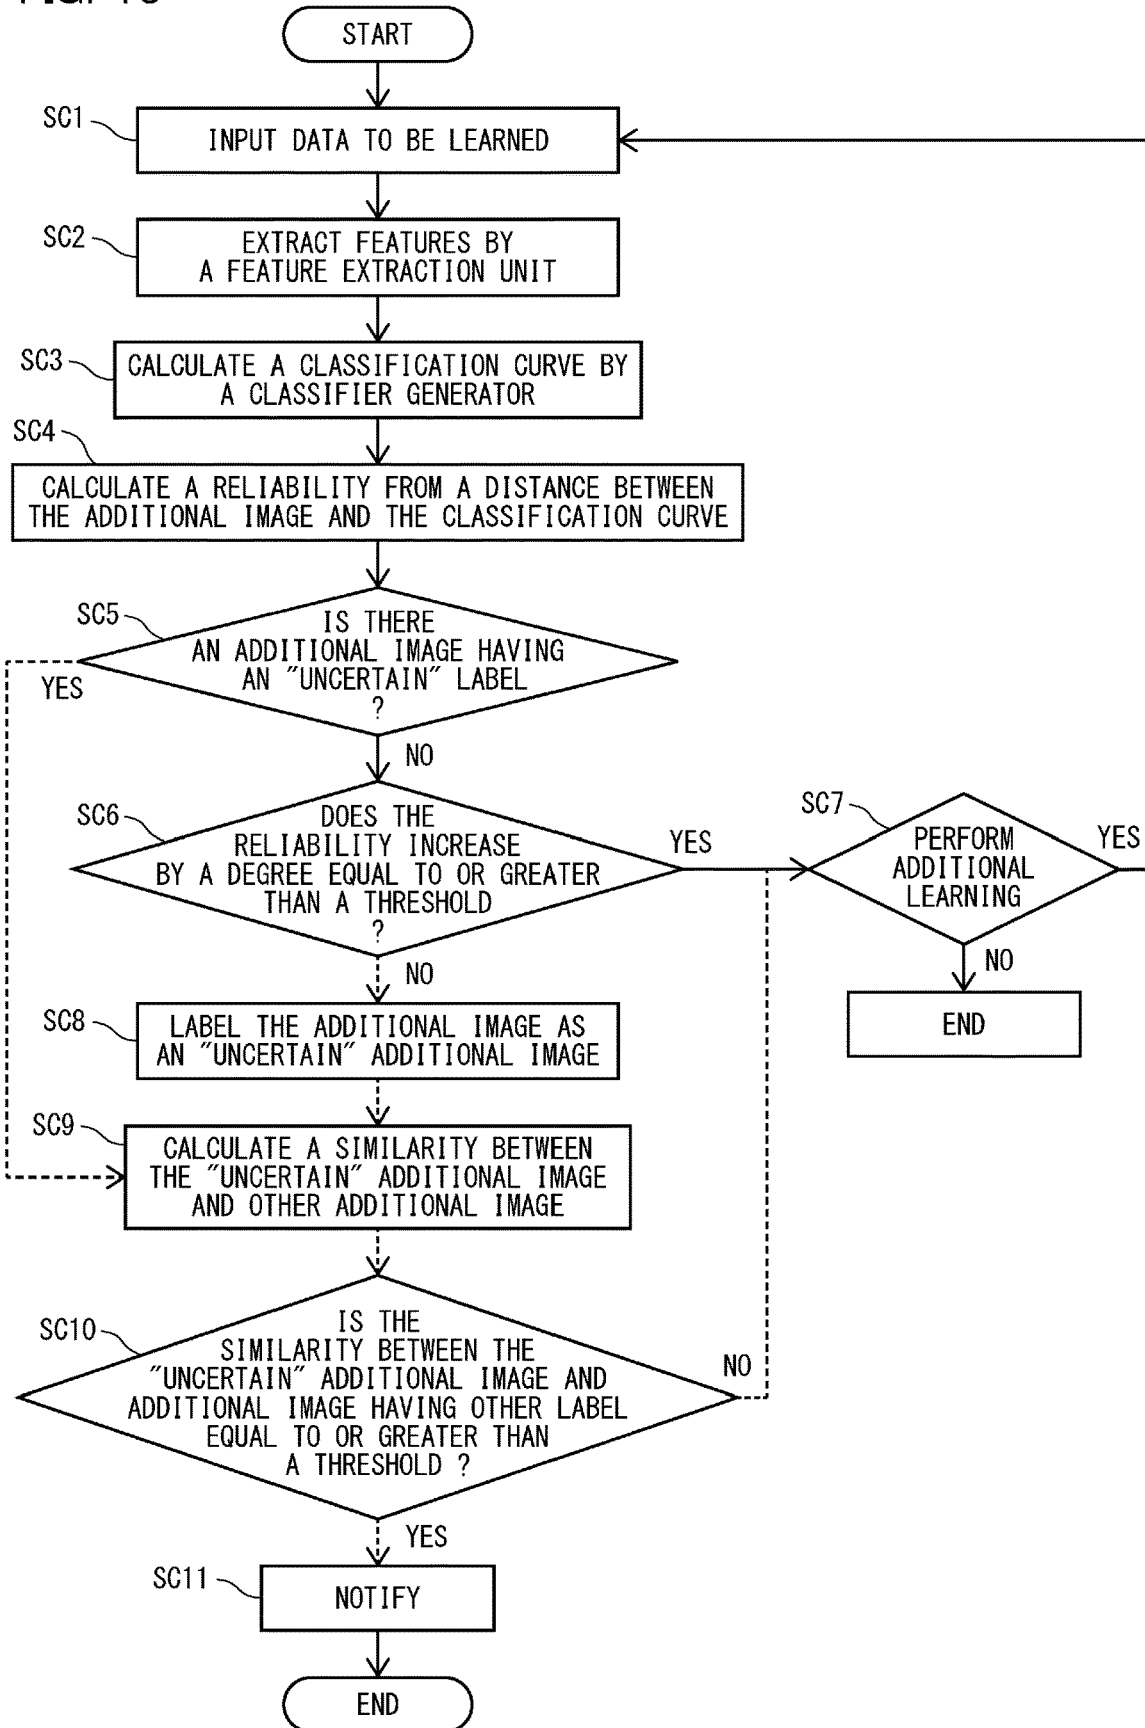 START
SC1
INPUT DATA TO BE LEARNED
SC2
EXTRACT FEATURES BY
A FEATURE EXTRACTION UNIT
SC3
CALCULATE A CLASSIFICATION CURVE BY
A CLASSIFIER GENERATOR
SC4
CALCULATE A RELIABILITY FROM A DISTANCE BETWEEN
THE ADDITIONAL IMAGE AND THE CLASSIFICATION CURVE
SC5
IS THERE
AN ADDITIONAL IMAGE HAVING
AN "UNCERTAIN" LABEL
?
YES
NO
SC6
DOES THE
RELIABILITY INCREASE
BY A DEGREE EQUAL TO OR GREATER
THAN A THRESHOLD
?
YES
NO
SC7
PERFORM
ADDITIONAL
LEARNING
YES
NO
END
SC8
LABEL THE ADDITIONAL IMAGE AS
AN "UNCERTAIN" ADDITIONAL IMAGE
SC9
CALCULATE A SIMILARITY BETWEEN
THE "UNCERTAIN" ADDITIONAL IMAGE
AND OTHER ADDITIONAL IMAGE
SC10
IS THE
SIMILARITY BETWEEN THE
"UNCERTAIN" ADDITIONAL IMAGE AND
ADDITIONAL IMAGE HAVING OTHER LABEL
EQUAL TO OR GREATER THAN
A THRESHOLD ?
NO
YES
SC11
NOTIFY
END